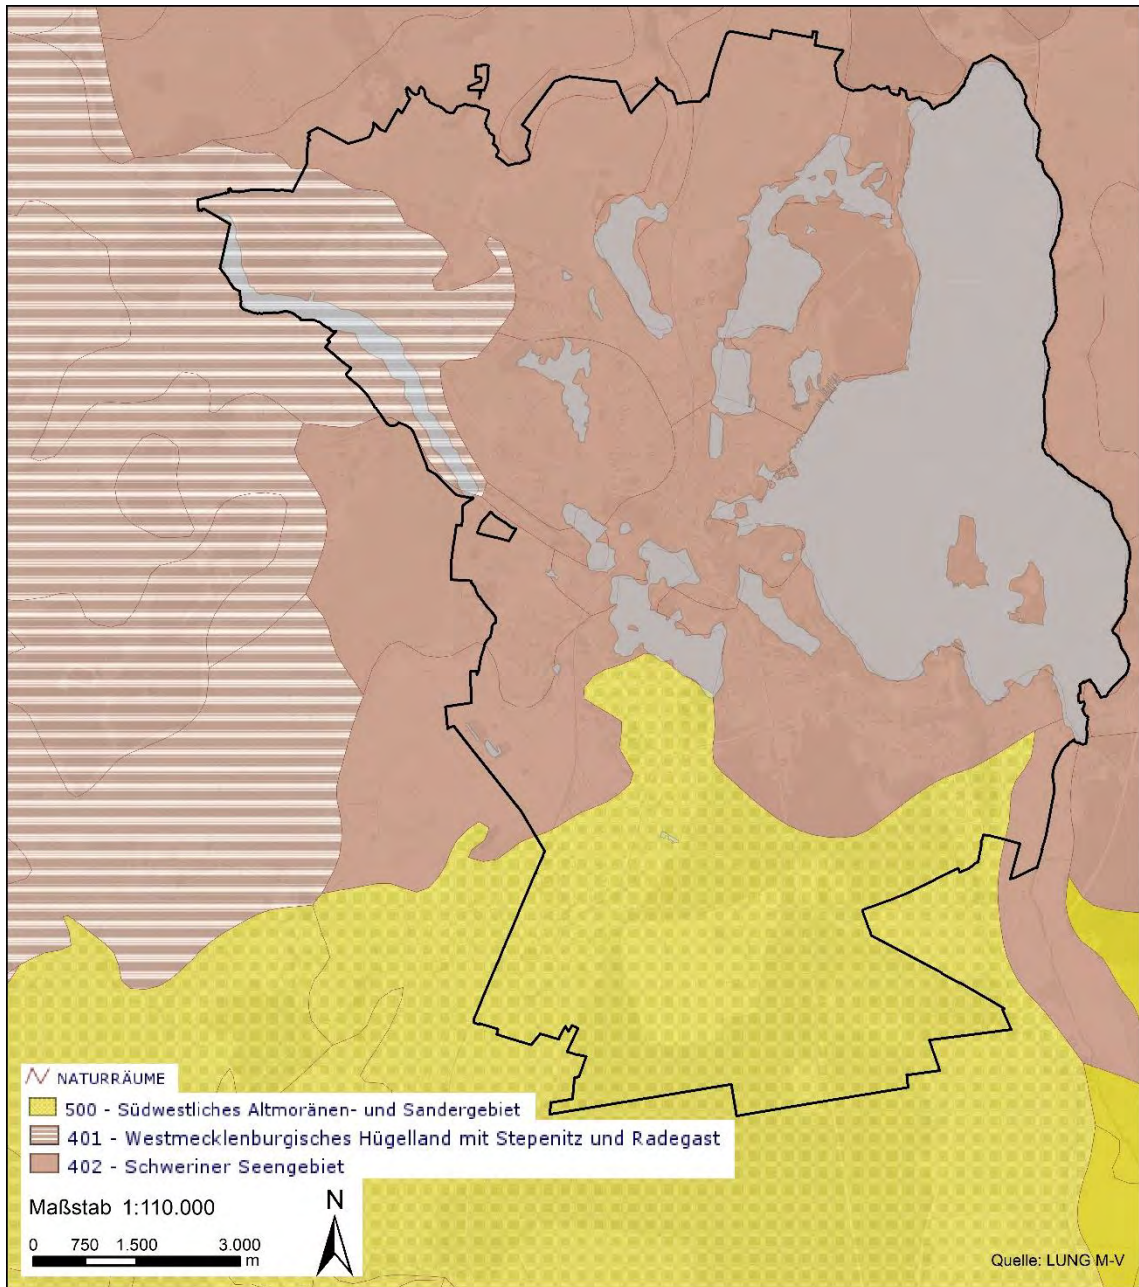 NATURRÄUME
500 - Südwestliches Altmoränen- und Sandergebiet
401 - Westmecklenburgisches Hügelland mit Stepenitz und Radegast
402 - Schweriner Seengebiet
Maßstab 1:110.000
N
0 750 1.500 3.000
m
Quelle: LUNG M-V